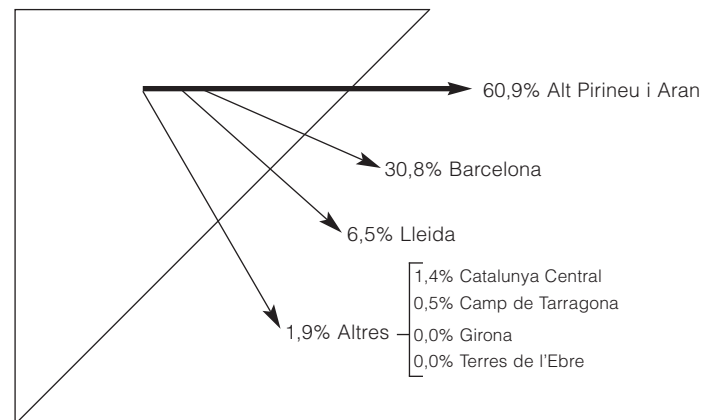 60,9% Alt Pirineu i Aran
30,8% Barcelona
6,5% Lleida
1,9% Altres
1,4% Catalunya Central
0,5% Camp de Tarragona
0,0% Girona
0,0% Terres de l'Ebre